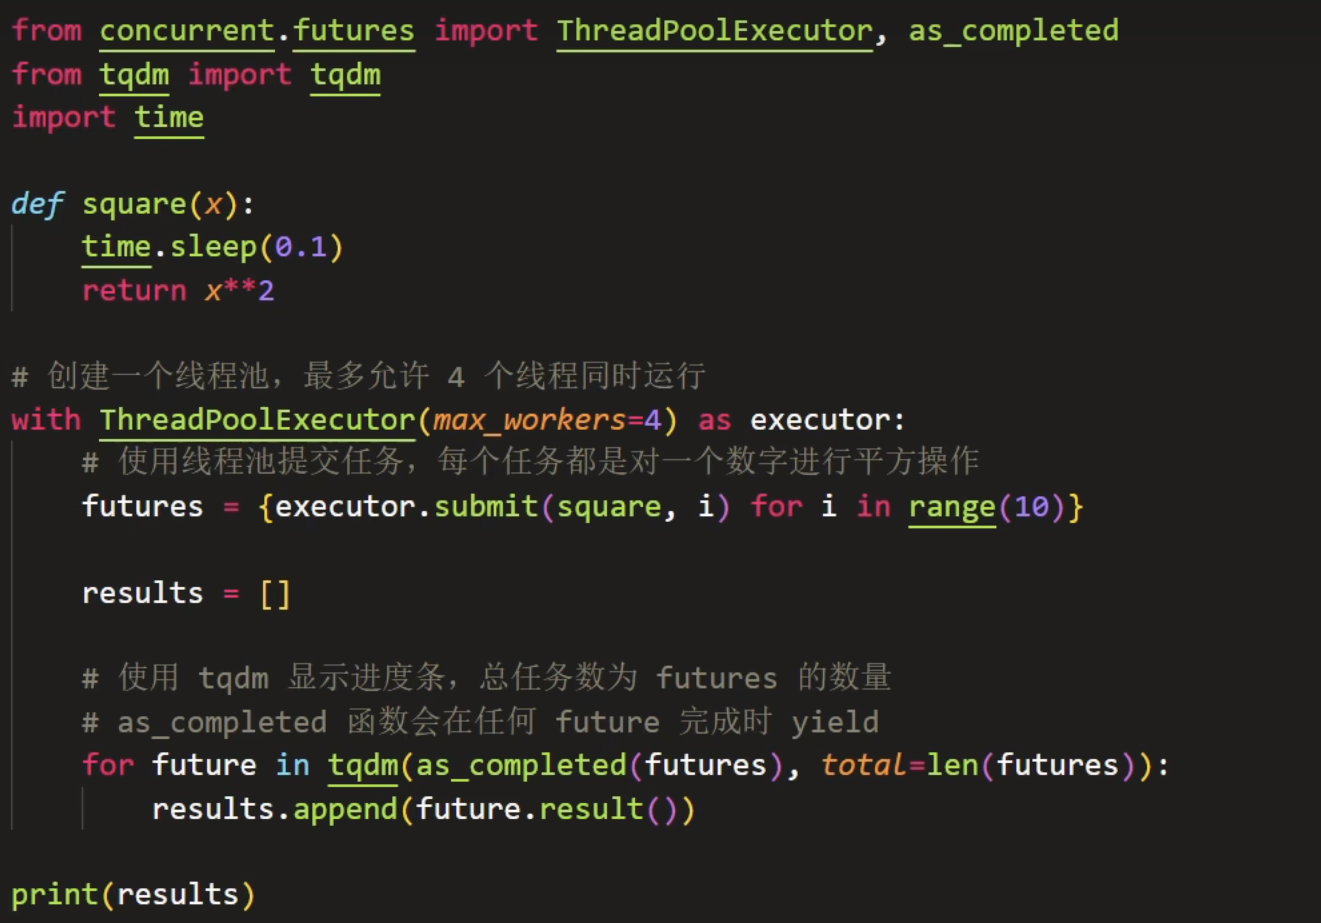 from concurrent.futures import ThreadPoolExecutor, as_completed
from tqdm import tqdm
import time

def square(x):
    time.sleep(0.1)
    return x**2

# 创建一个线程池，最多允许 4 个线程同时运行
with ThreadPoolExecutor(max_workers=4) as executor:
    # 使用线程池提交任务，每个任务都是对一个数字进行平方操作
    futures = {executor.submit(square, i) for i in range(10)}

    results = []

    # 使用 tqdm 显示进度条，总任务数为 futures 的数量
    # as_completed 函数会在任何 future 完成时 yield
    for future in tqdm(as_completed(futures), total=len(futures)):
        results.append(future.result())

print(results)